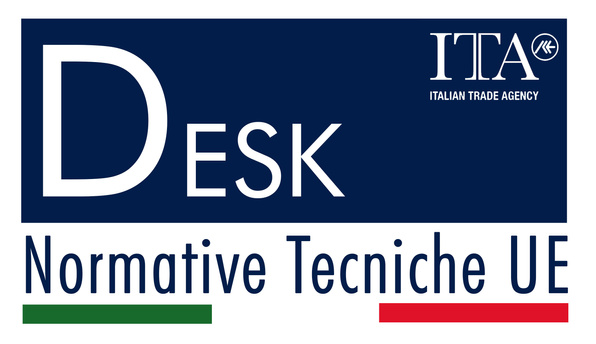 ITA
ITALIAN TRADE AGENCY
DESK
Normative Tecniche UE